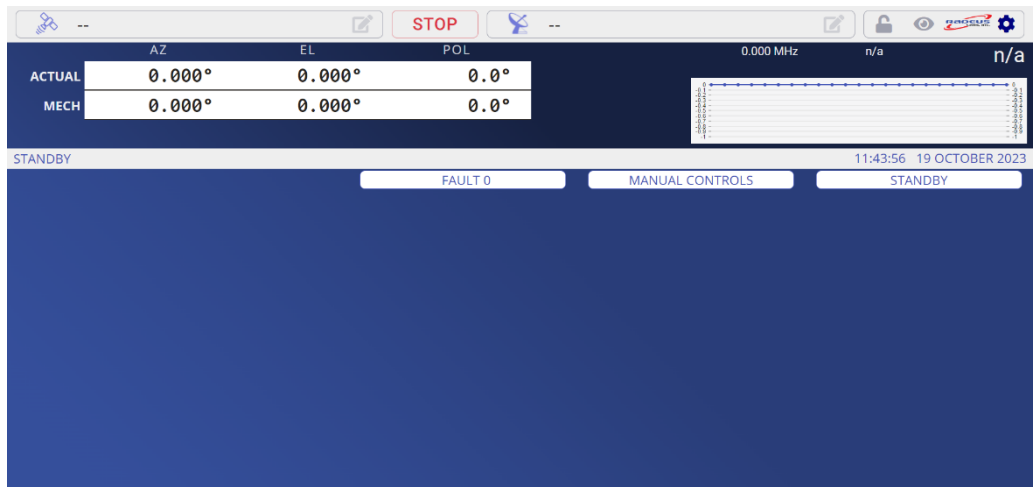 -- STOP --
AZ EL POL 0.000 MHz n/a n/a
ACTUAL 0.000° 0.000° 0.0°
MECH 0.000° 0.000° 0.0°
STANDBY 11:43:56 19 OCTOBER 2023
FAULT 0 MANUAL CONTROLS STANDBY